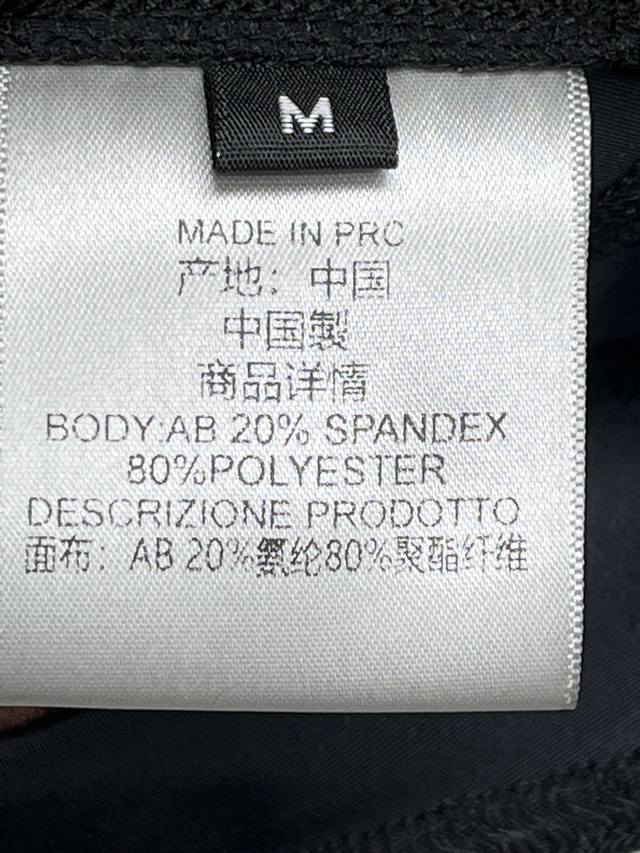 M
MADE IN PRC
产地：中国
中国製
商品详情
BODY:AB 20% SPANDEX
80%POLYESTER
DESCRIZIONE PRODOTTO
面布：AB 20%氨纶80%聚酯纤维